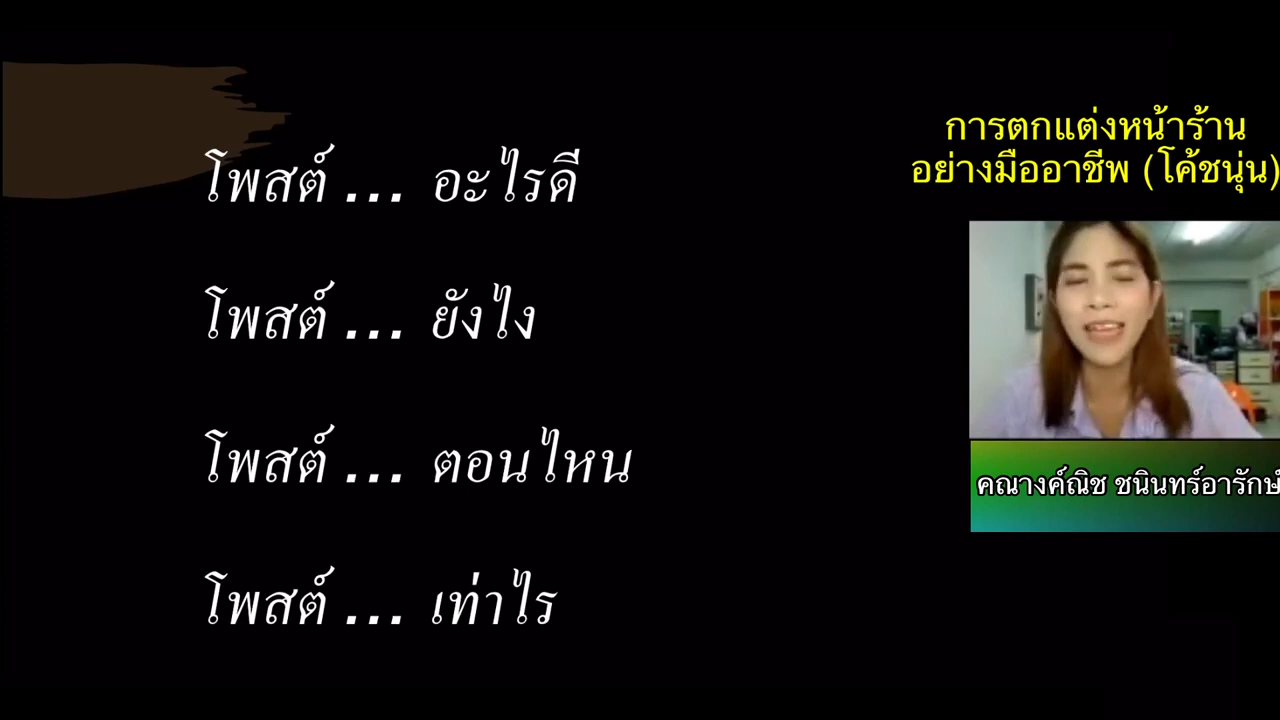 โพสต์ ... อะไรดี
โพสต์ ... ยังไง
โพสต์ ... ตอนไหน
โพสต์ ... เท่าไร
การตกแต่งหน้าร้าน
อย่างมืออาชีพ (โค้ชนุ่น)
คณางค์ณิช ชนินทร์อารักษ์